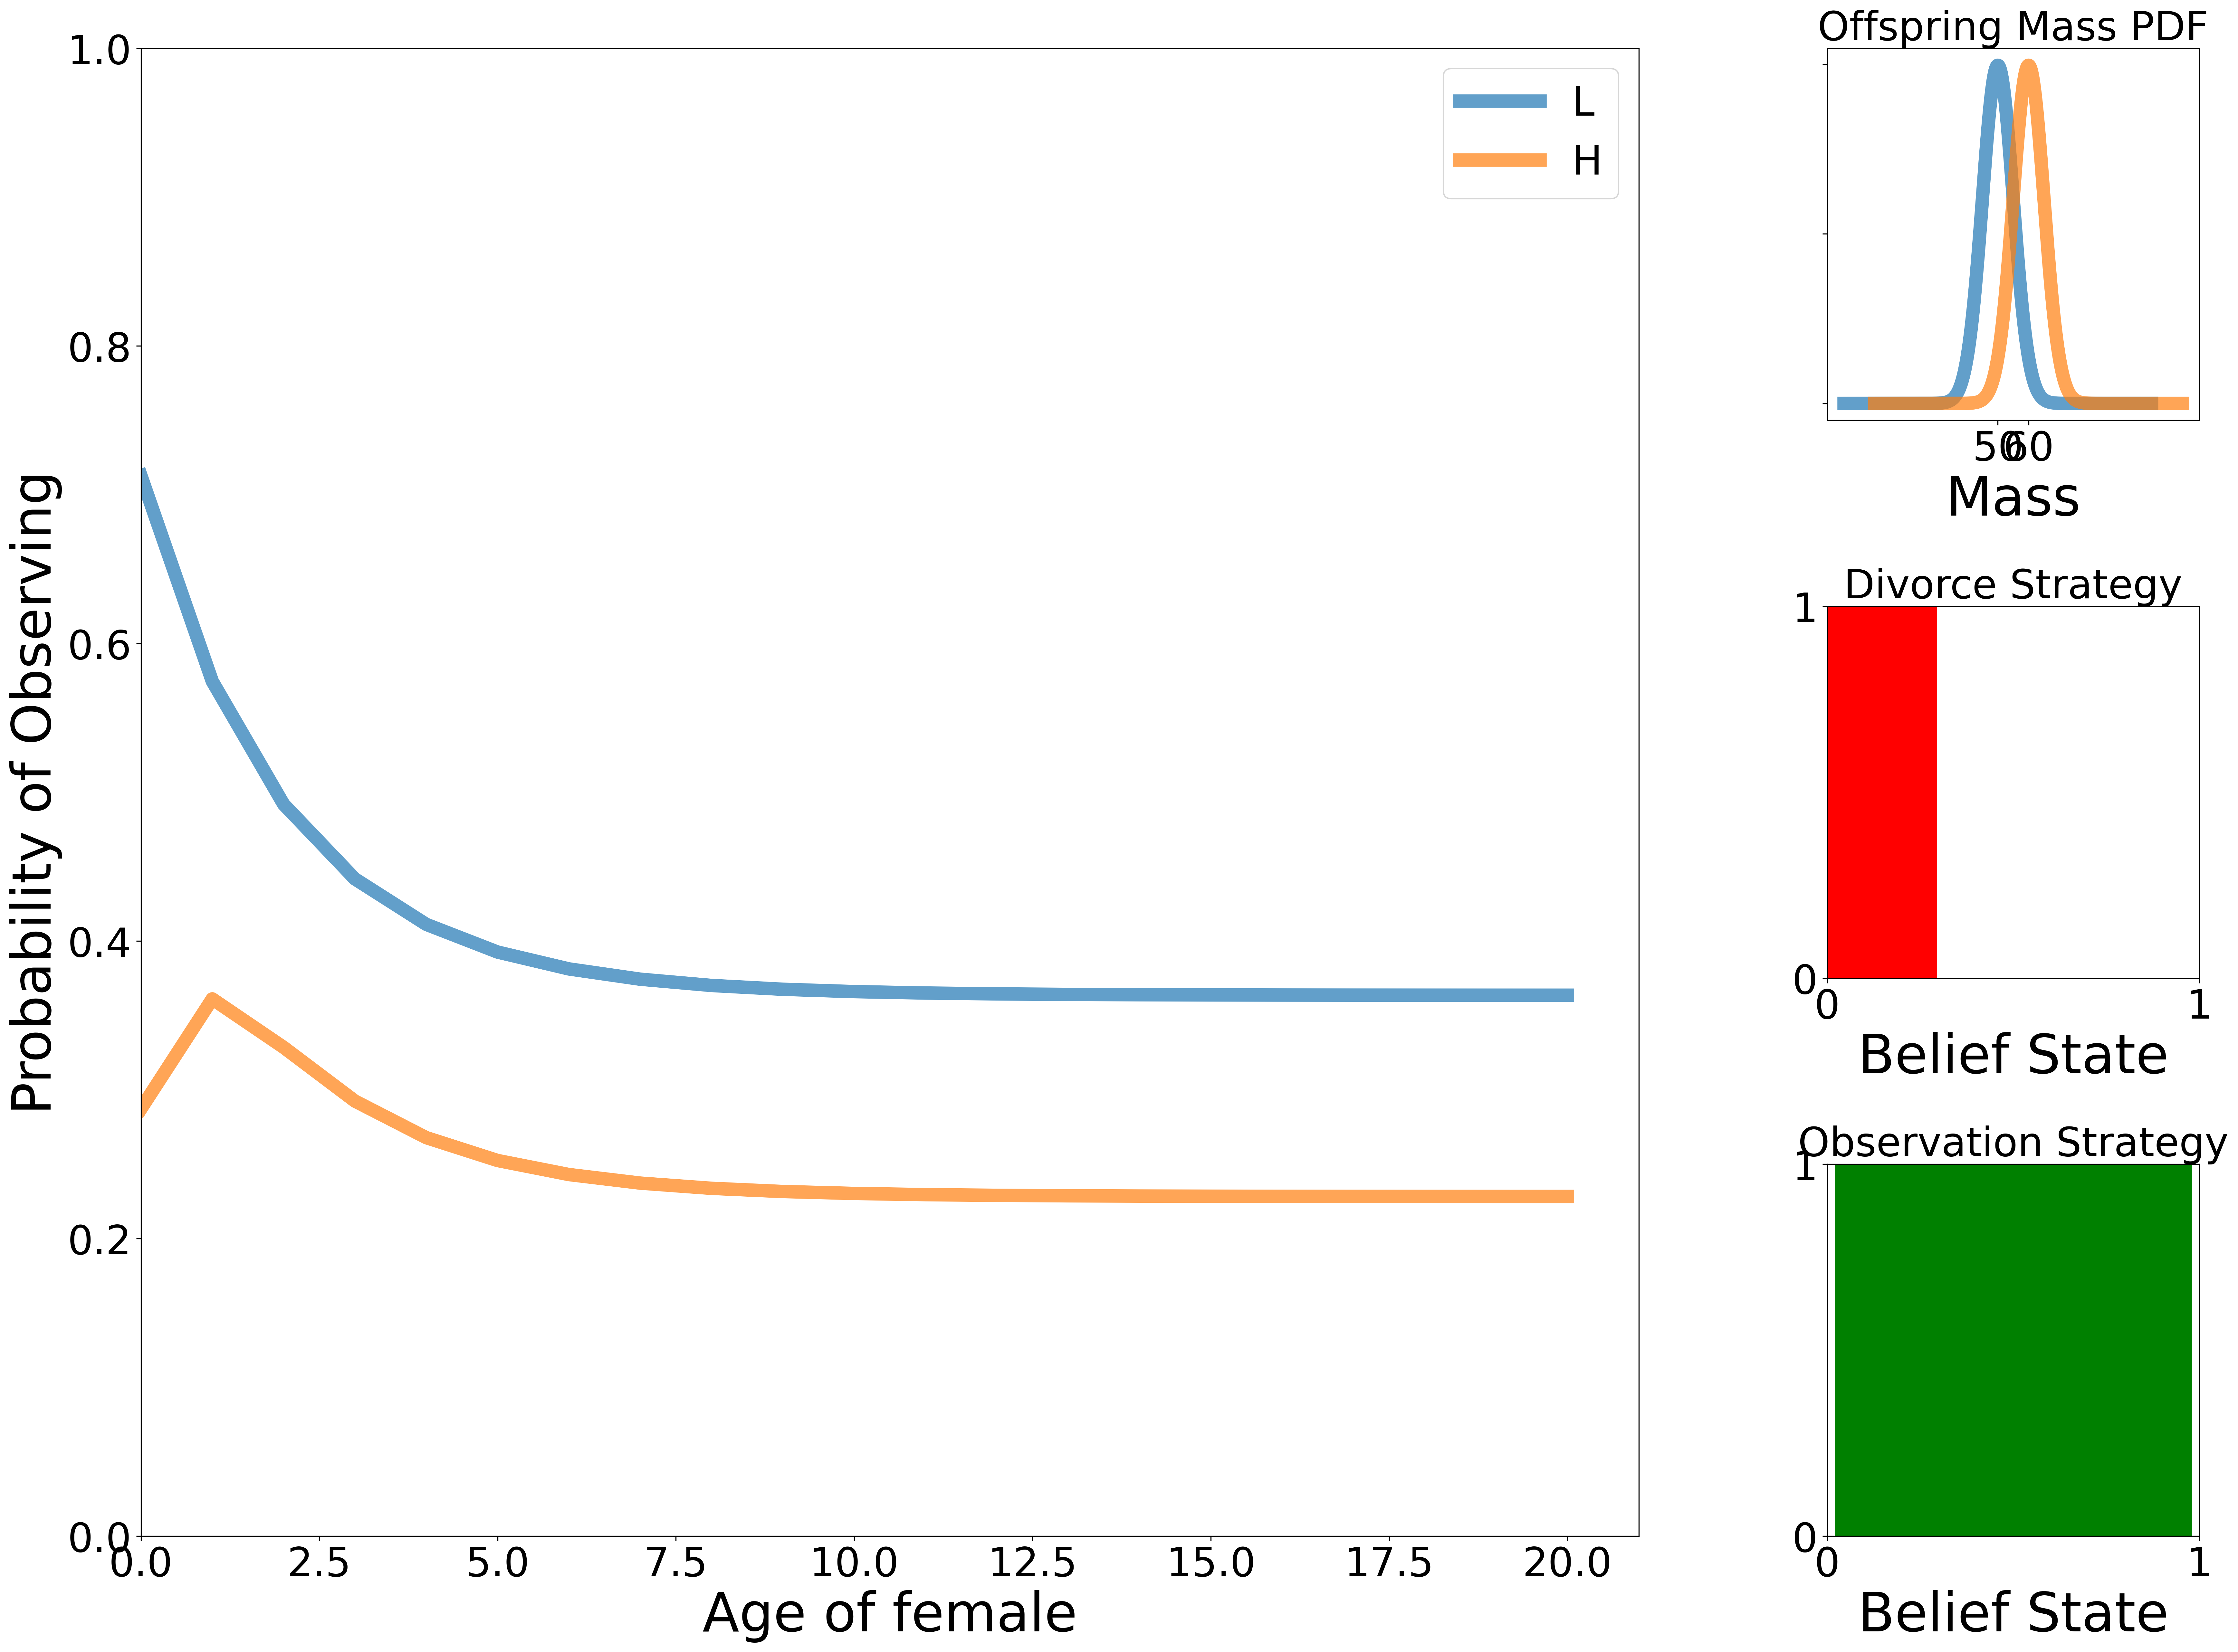 Probability of Observing
1.0
0.8
0.6
0.4
0.2
0.0
0.0 2.5 5.0 7.5 10.0 12.5 15.0 17.5 20.0
Age of female
L
H
Offspring Mass PDF
50 60
Mass
Divorce Strategy
1
0
0 1
Belief State
Observation Strategy
1
0
0 1
Belief State